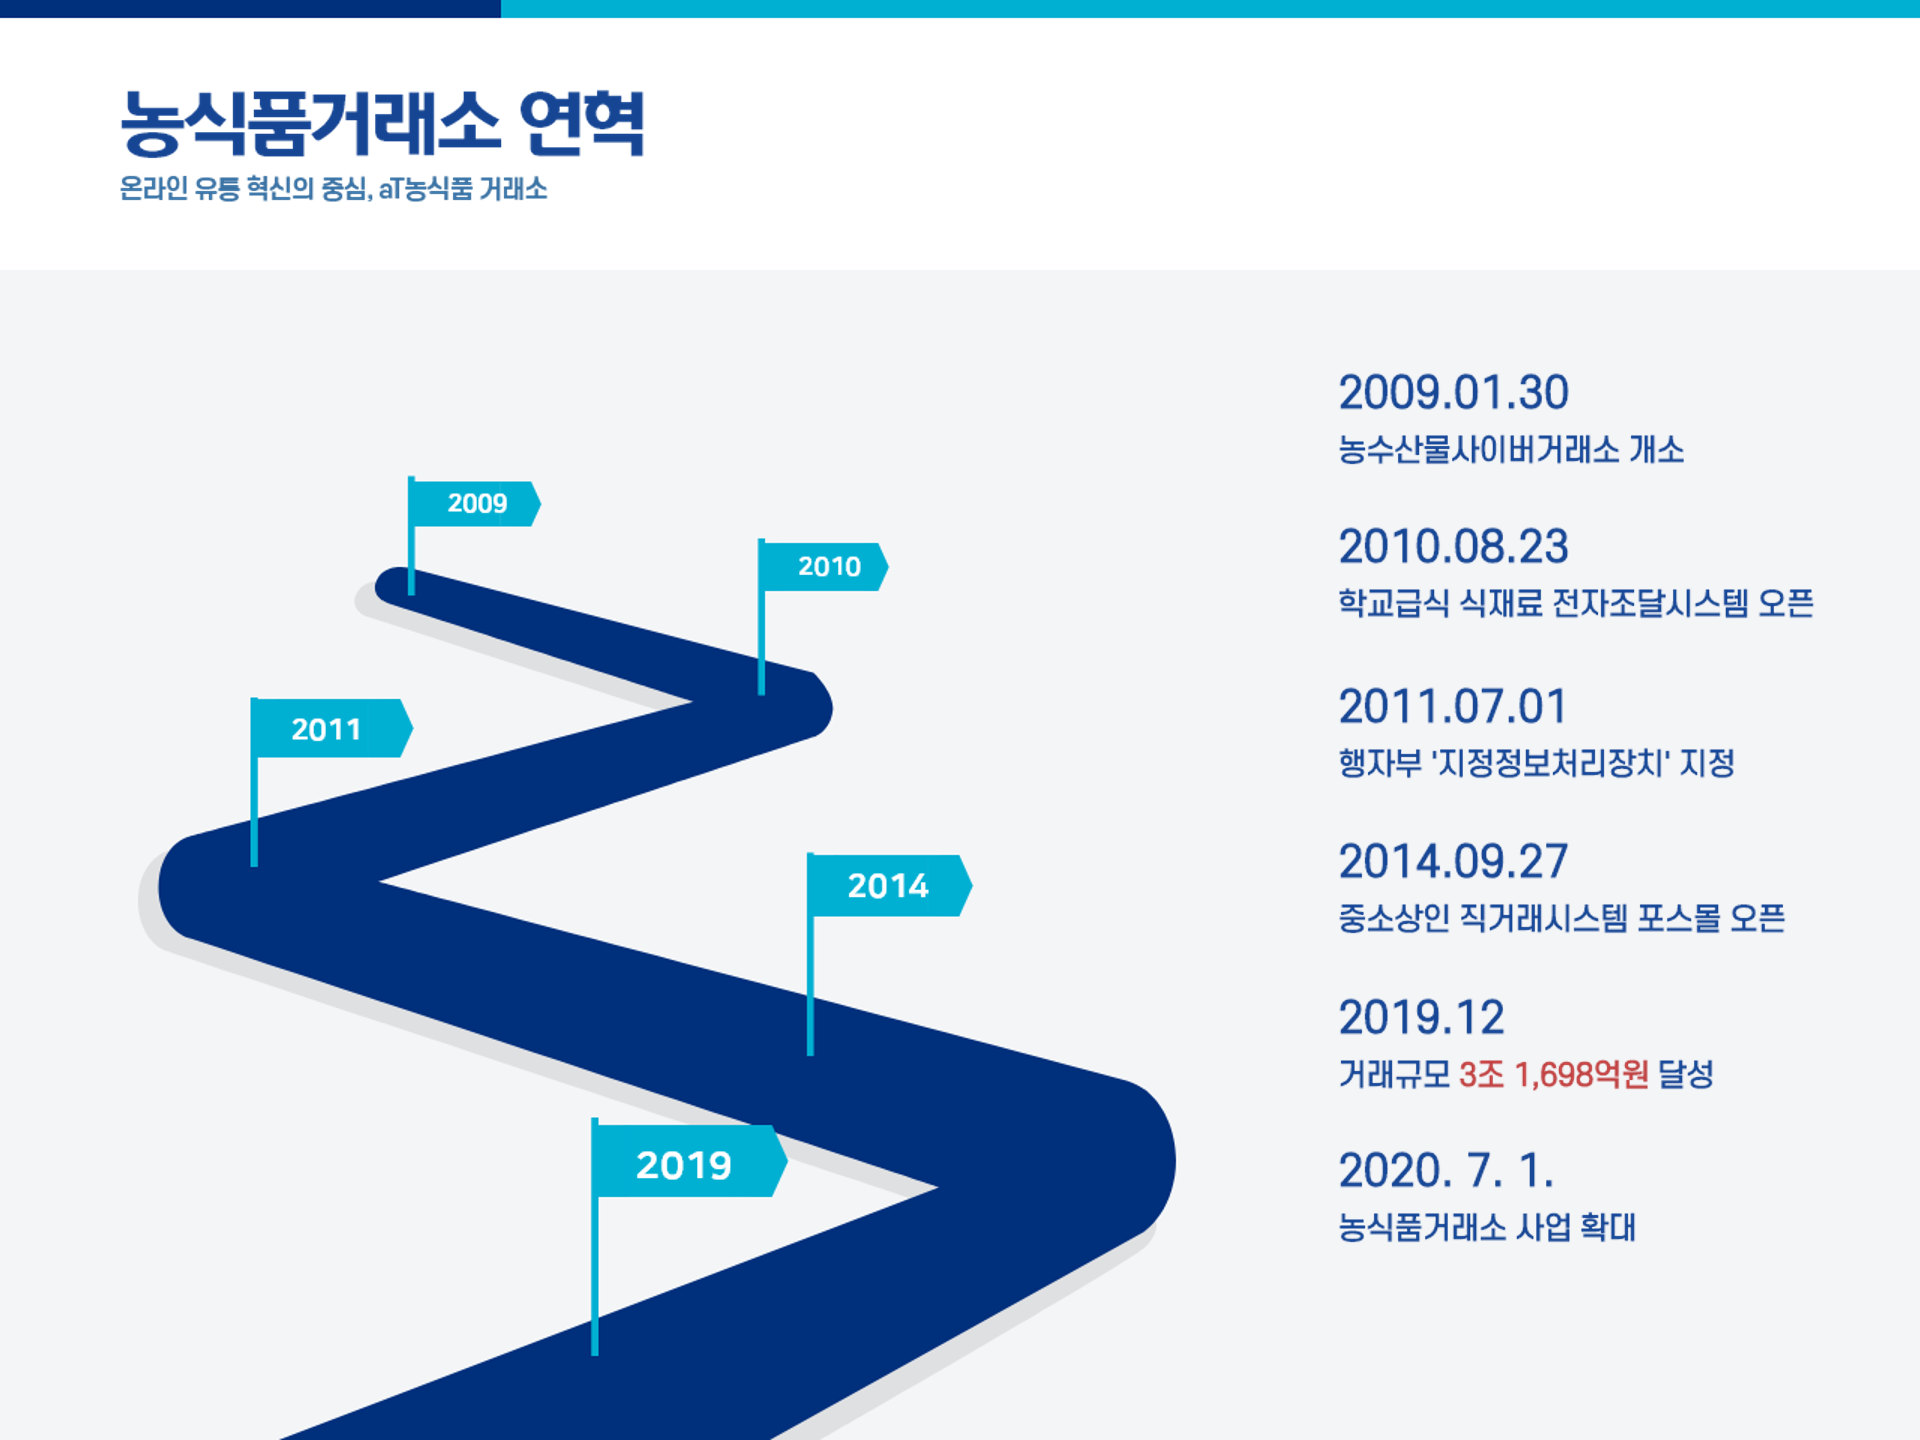 농식품거래소 연혁
온라인 유통 혁신의 중심, aT농식품 거래소
2009
2010
2011
2014
2019
2009.01.30
농수산물사이버거래소 개소
2010.08.23
학교급식 식재료 전자조달시스템 오픈
2011.07.01
행자부 '지정정보처리장치' 지정
2014.09.27
중소상인 직거래시스템 포스몰 오픈
2019.12
거래규모 3조 1,698억원 달성
2020. 7. 1.
농식품거래소 사업 확대